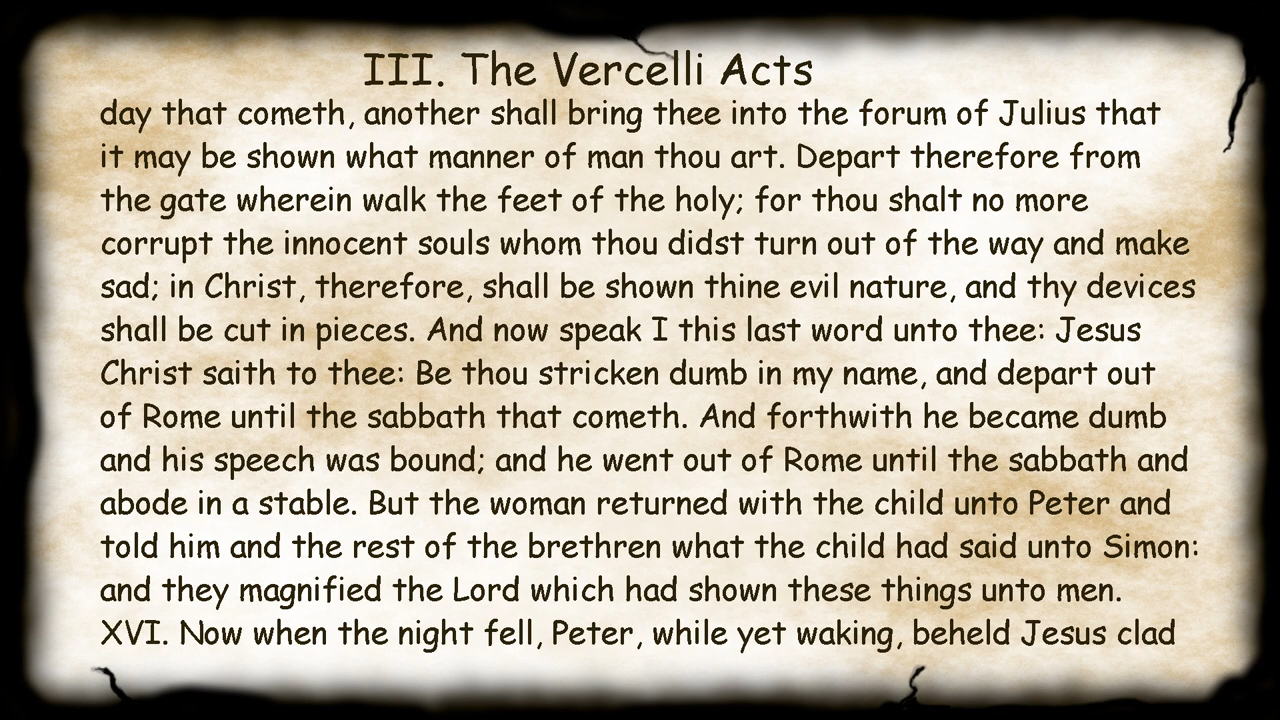 III. The Vercelli Acts
day that cometh, another shall bring thee into the forum of Julius that
it may be shown what manner of man thou art. Depart therefore from
the gate wherein walk the feet of the holy; for thou shalt no more
corrupt the innocent souls whom thou didst turn out of the way and make
sad; in Christ, therefore, shall be shown thine evil nature, and thy devices
shall be cut in pieces. And now speak I this last word unto thee: Jesus
Christ saith to thee: Be thou stricken dumb in my name, and depart out
of Rome until the sabbath that cometh. And forthwith he became dumb
and his speech was bound; and he went out of Rome until the sabbath and
abode in a stable. But the woman returned with the child unto Peter and
told him and the rest of the brethren what the child had said unto Simon:
and they magnified the Lord which had shown these things unto men.
XVI. Now when the night fell, Peter, while yet waking, beheld Jesus clad